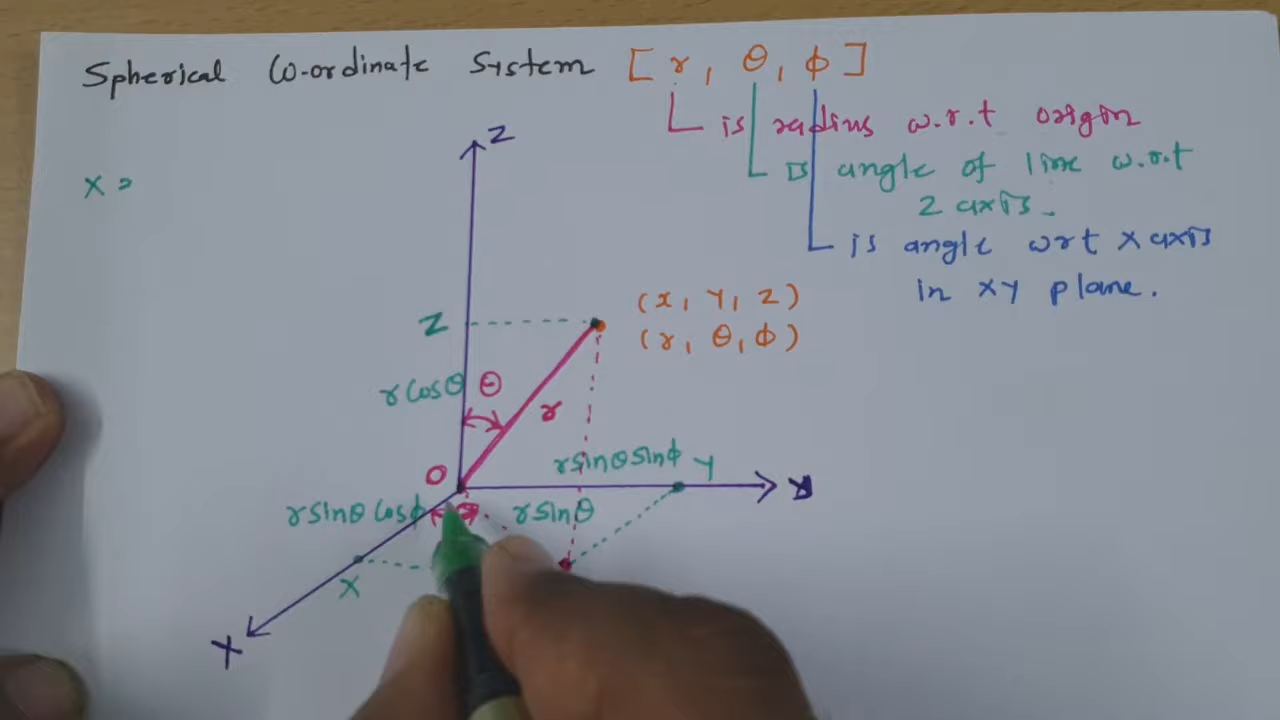 Spherical Co-ordinate System [ r, θ, ϕ ]
is radius w.r.t origin
is angle of line w.r.t
Z axis.
is angle wrt X axis
in XY plane.
X =
Z
(x, y, z)
(r, θ, ϕ)
Z
r cosθ
θ
r
O
r sinθ sinϕ
Y
Y
r sinθ cosϕ
r sinθ
X
X